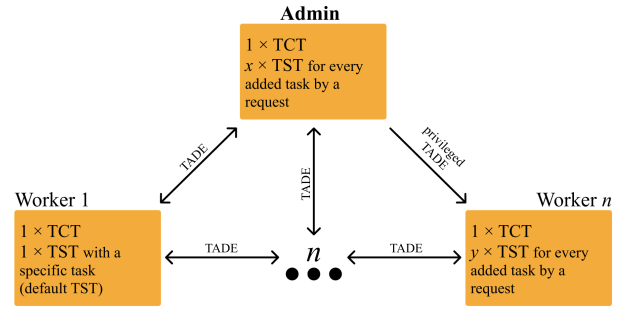 Admin
1 × TCT
x × TST for every
added task by a
request
TADE
TADE
privileged
TADE
Worker 1
1 × TCT
1 × TST with a
specific task
(default TST)
TADE
n
TADE
Worker n
1 × TCT
y × TST for every
added task by a
request